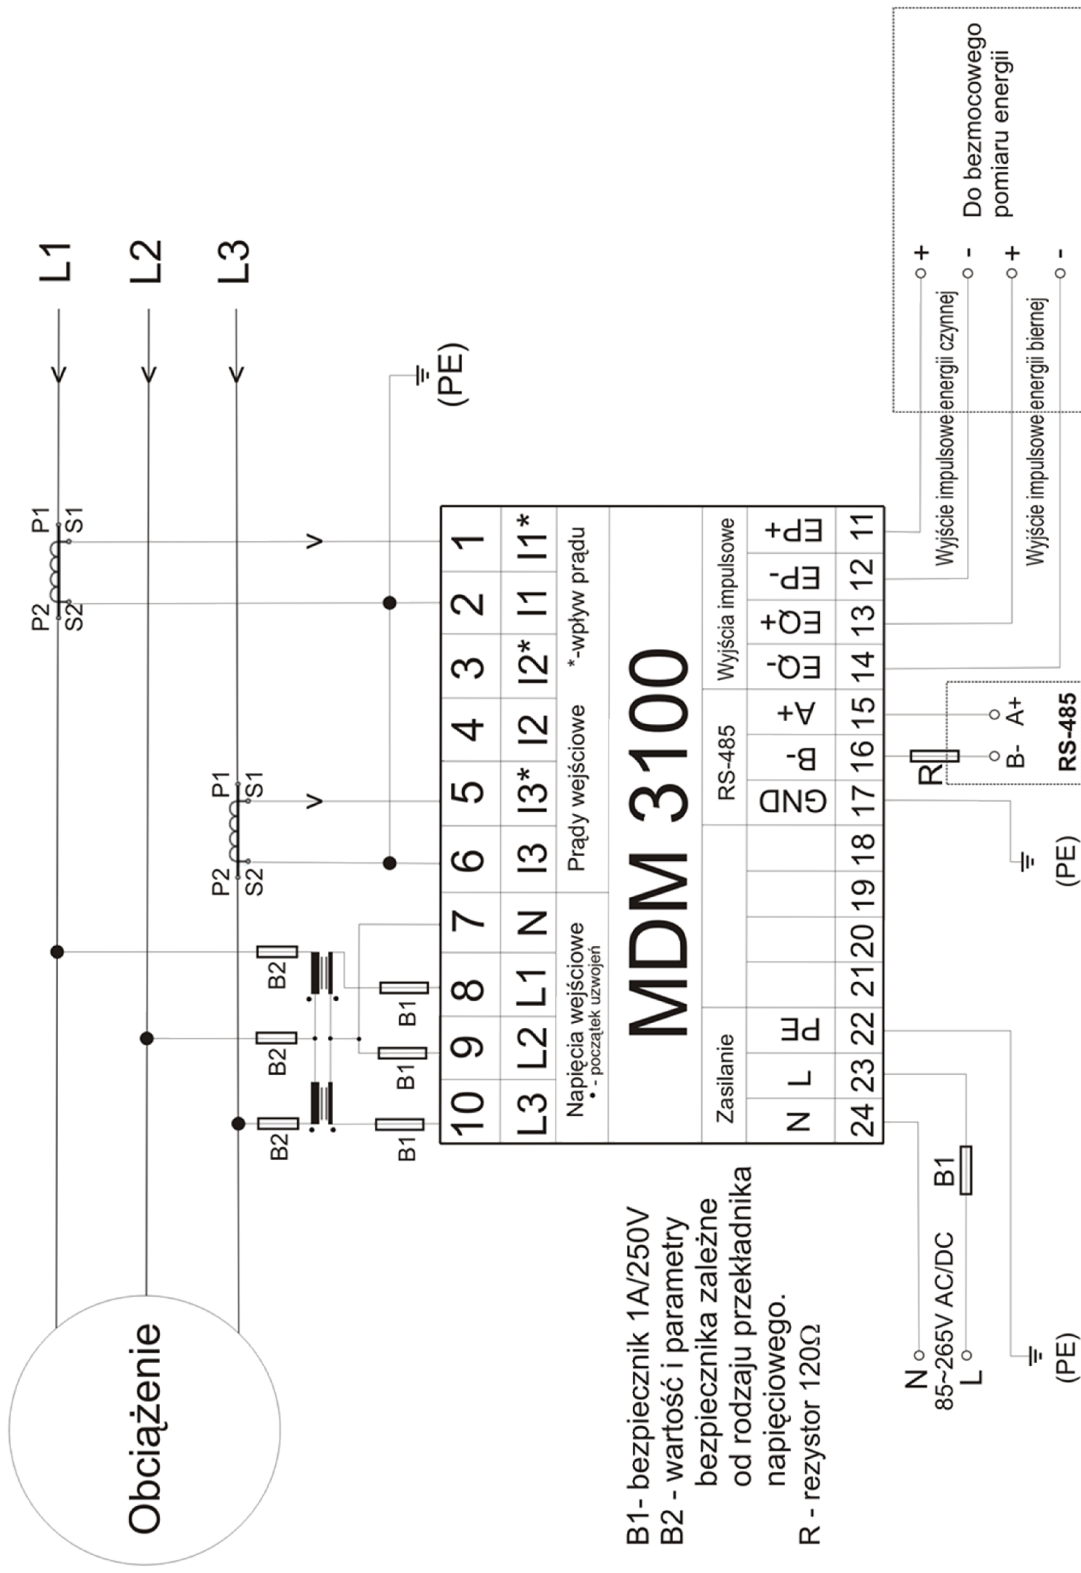 Obciążenie
L1
L2
L3
P2
P1
S2
S1
P2
P1
S2
S1
B2
B2
B2
B1
B1
B1
(PE)
10 9 8 7 6 5 4 3 2 1
L3 L2 L1 N I3 I3* I2 I2* I1 I1*
Napięcia wejściowe
• - początek uzwojeń
Prądy wejściowe
*-wpływ prądu
MDM 3100
Zasilanie
RS-485
Wyjścia impulsowe
N L PE GND B- A+ EQ- EQ+ EP- EP+
24 23 22 21 20 19 18 17 16 15 14 13 12 11
B1- bezpiecznik 1A/250V
B2 - wartość i parametry
bezpiecznika zależne
od rodzaju przekładnika
napięciowego.
R - rezystor 120Ω
N
85~265V AC/DC
L
B1
(PE)
(PE)
R
B-
A+
RS-485
Wyjście impulsowe energii czynnej
Wyjście impulsowe energii biernej
+
-
+
-
Do bezmocowego
pomiaru energii